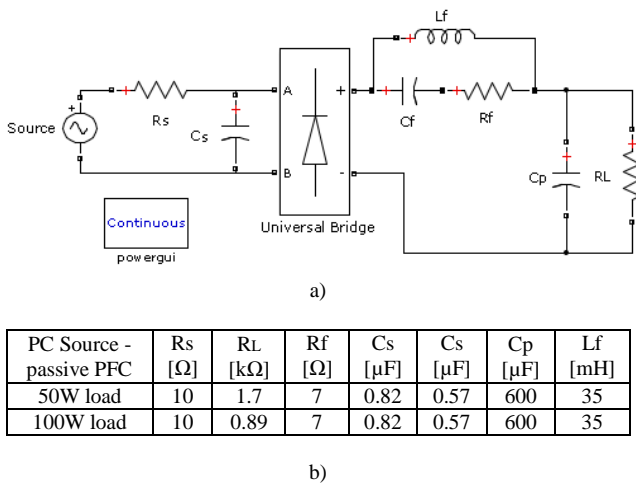 Lf
Rs
Cs
Source
A
B
+
-
Cf
Rf
Cp
RL
Universal Bridge
Continuous
powergui
a)
PC Source - passive PFC | Rs [Ω] | RL [kΩ] | Rf [Ω] | Cs [µF] | Cs [µF] | Cp [µF] | Lf [mH]
50W load | 10 | 1.7 | 7 | 0.82 | 0.57 | 600 | 35
100W load | 10 | 0.89 | 7 | 0.82 | 0.57 | 600 | 35
b)